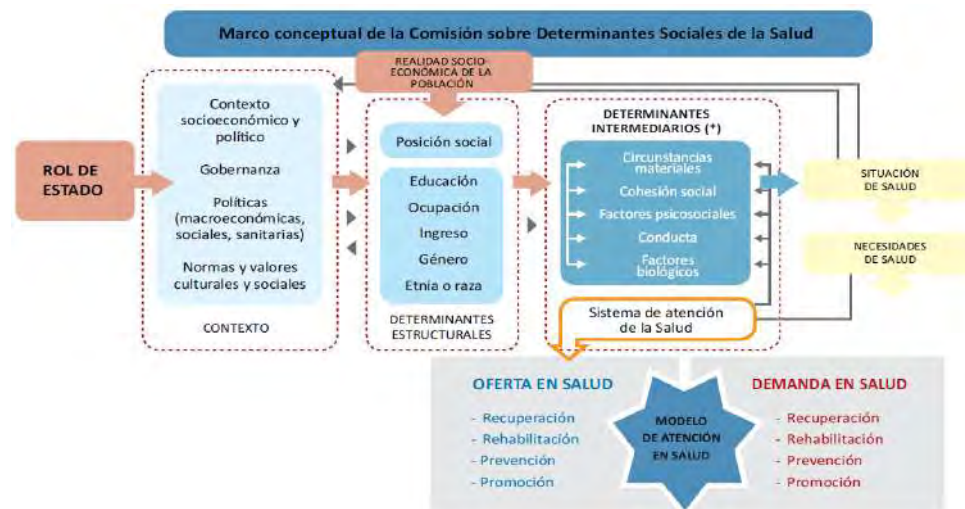 Marco conceptual de la Comisión sobre Determinantes Sociales de la Salud
REALIDAD SOCIO-
ECONÓMICA DE LA
POBLACIÓN
ROL DE
ESTADO
Contexto
socioeconómico y
político
Gobernanza
Políticas
(macroeconómicas,
sociales, sanitarias)
Normas y valores
culturales y sociales
CONTEXTO
Posición social
Educación
Ocupación
Ingreso
Género
Etnia o raza
DETERMINANTES
ESTRUCTURALES
DETERMINANTES
INTERMEDIARIOS (*)
Circunstancias
materiales
Cohesión social
Factores psicosociales
Conducta
Factores
biológicos
Sistema de atención
de la Salud
SITUACIÓN
DE SALUD
NECESIDADES
DE SALUD
OFERTA EN SALUD
- Recuperación
- Rehabilitación
- Prevención
- Promoción
MODELO
DE ATENCIÓN
EN SALUD
DEMANDA EN SALUD
- Recuperación
- Rehabilitación
- Prevención
- Promoción